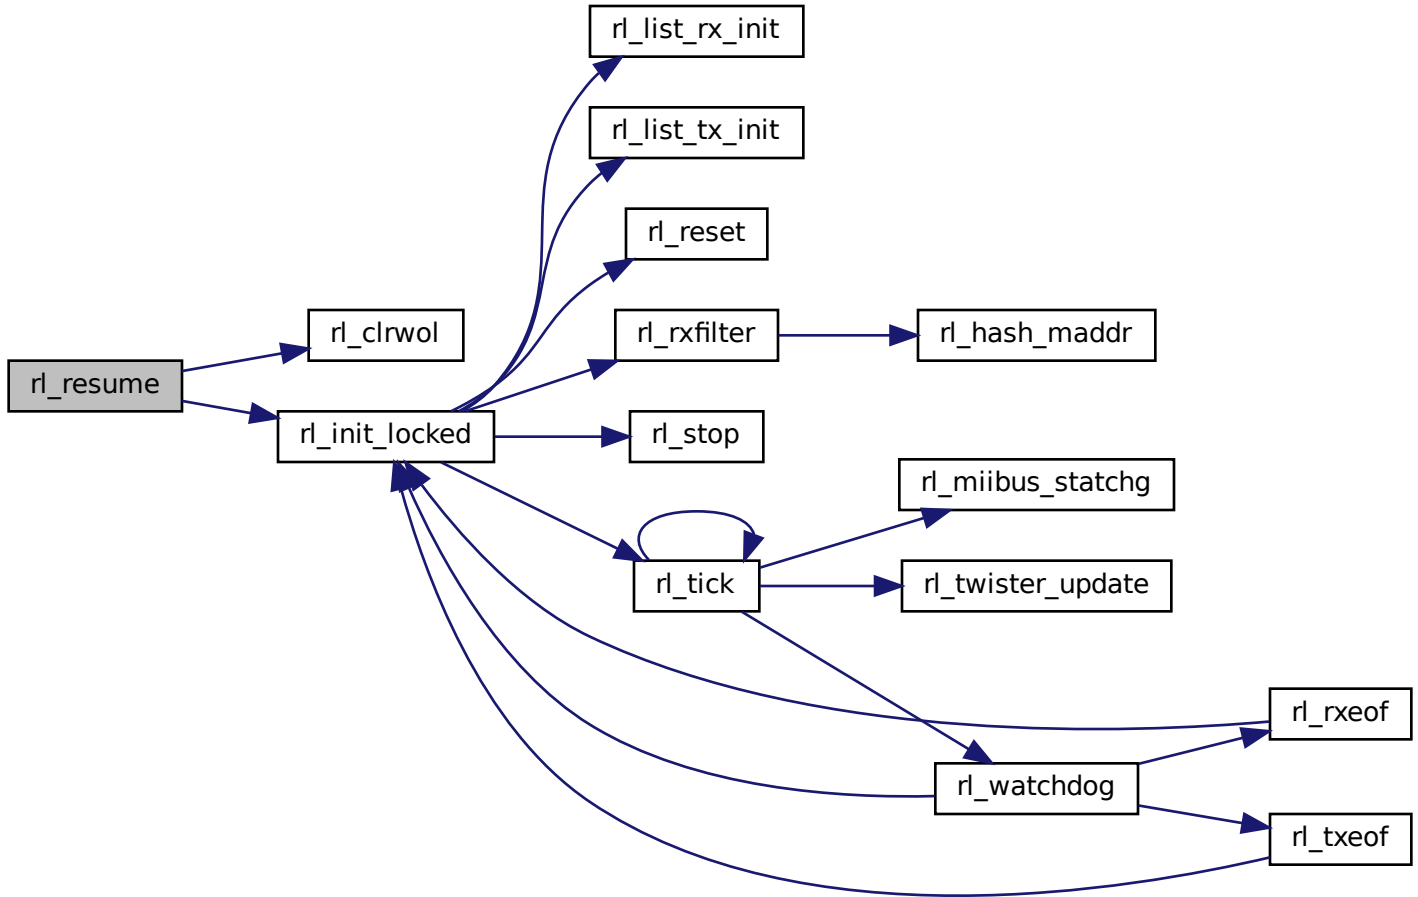 rl_list_rx_init
rl_list_tx_init
rl_reset
rl_clrwol
rl_rxfilter
rl_hash_maddr
rl_resume
rl_init_locked
rl_stop
rl_miibus_statchg
rl_tick
rl_twister_update
rl_rxeof
rl_watchdog
rl_txeof